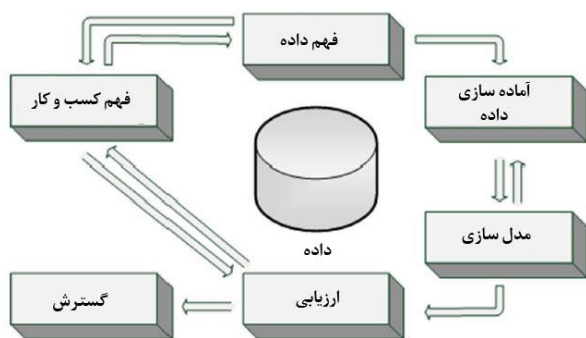 فهم داده
فهم کسب و کار
آماده سازی
داده
داده
مدل سازی
ارزیابی
گسترش